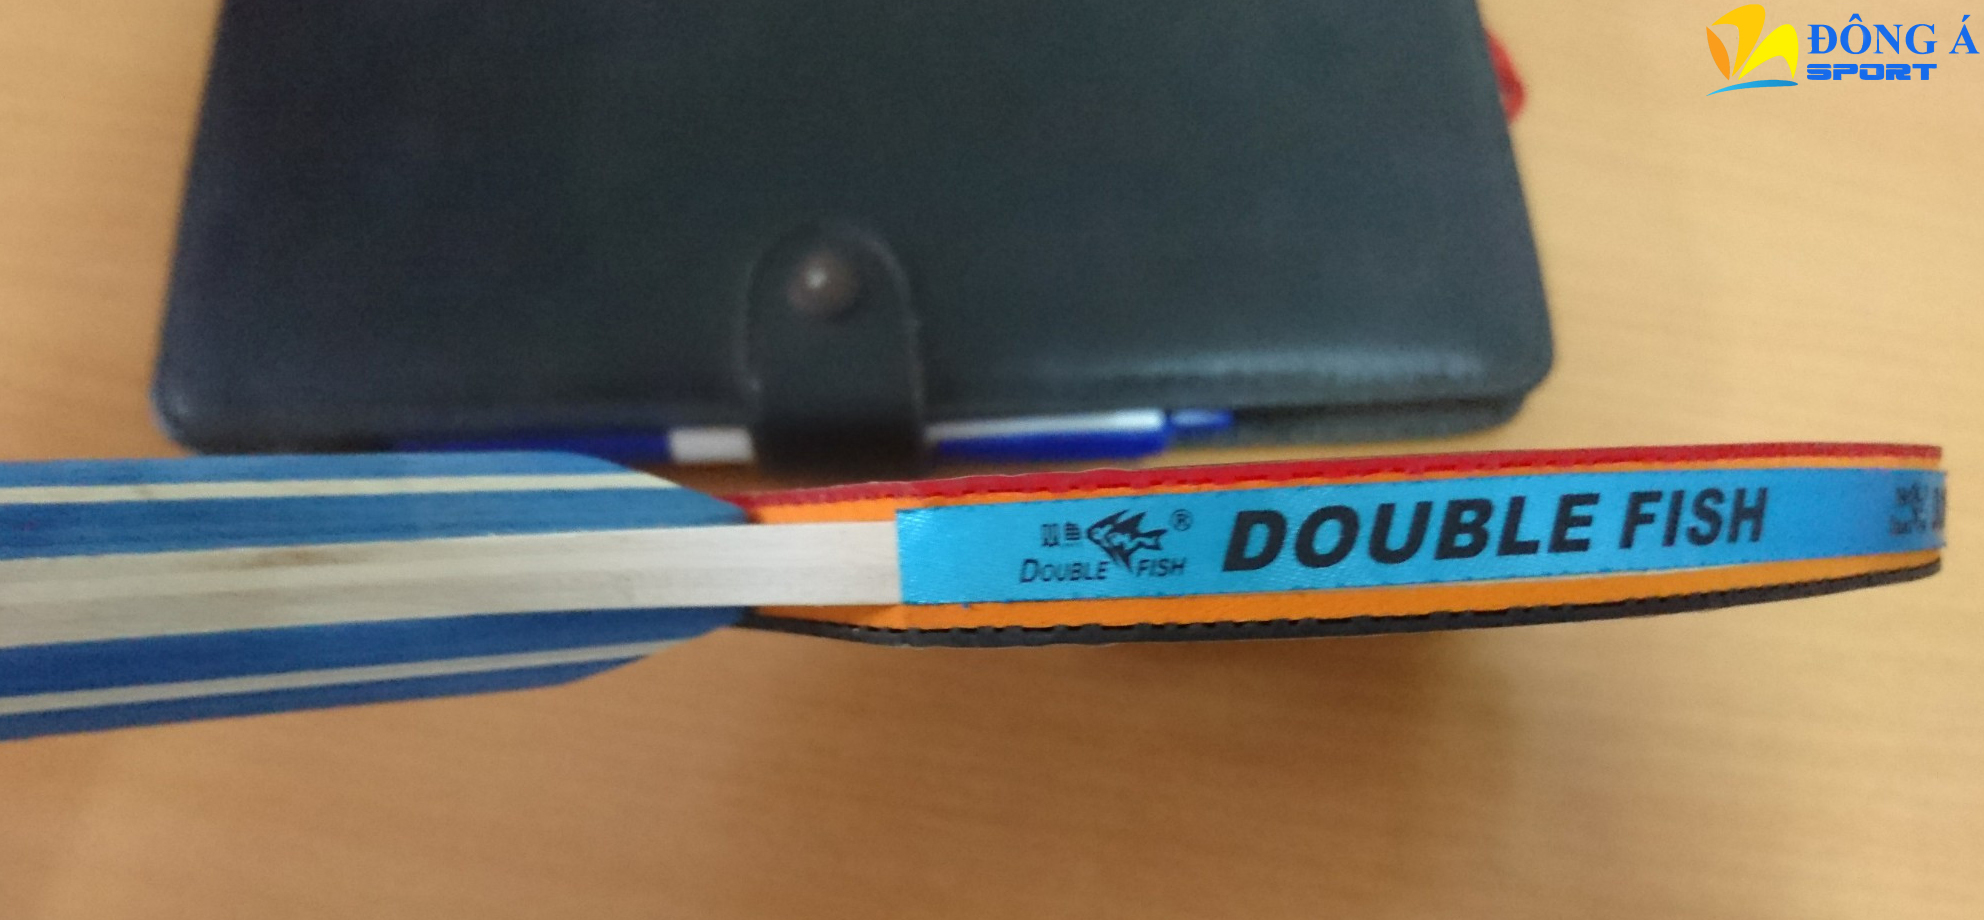 ĐÔNG Á
SPORT
双鱼 ®
DOUBLE FISH
DOUBLE FISH